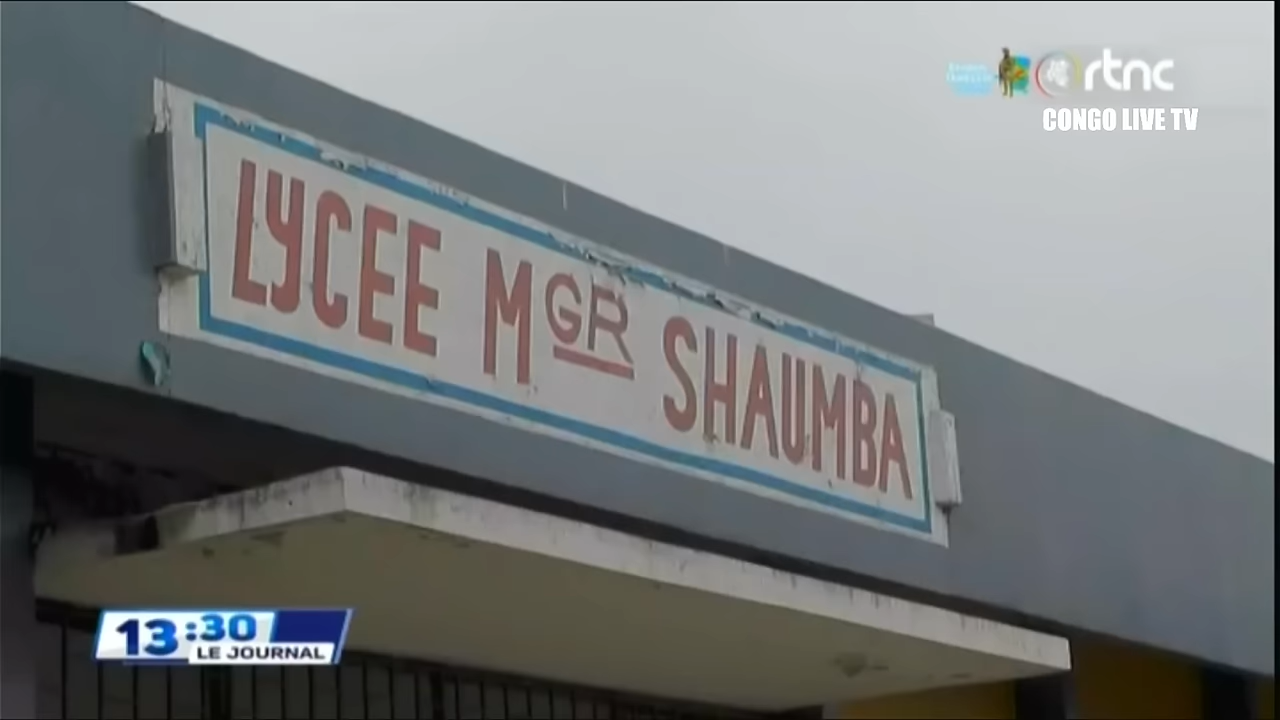 rtnc
CONGO LIVE TV
LYCEE MGR SHAUMBA
13:30
LE JOURNAL